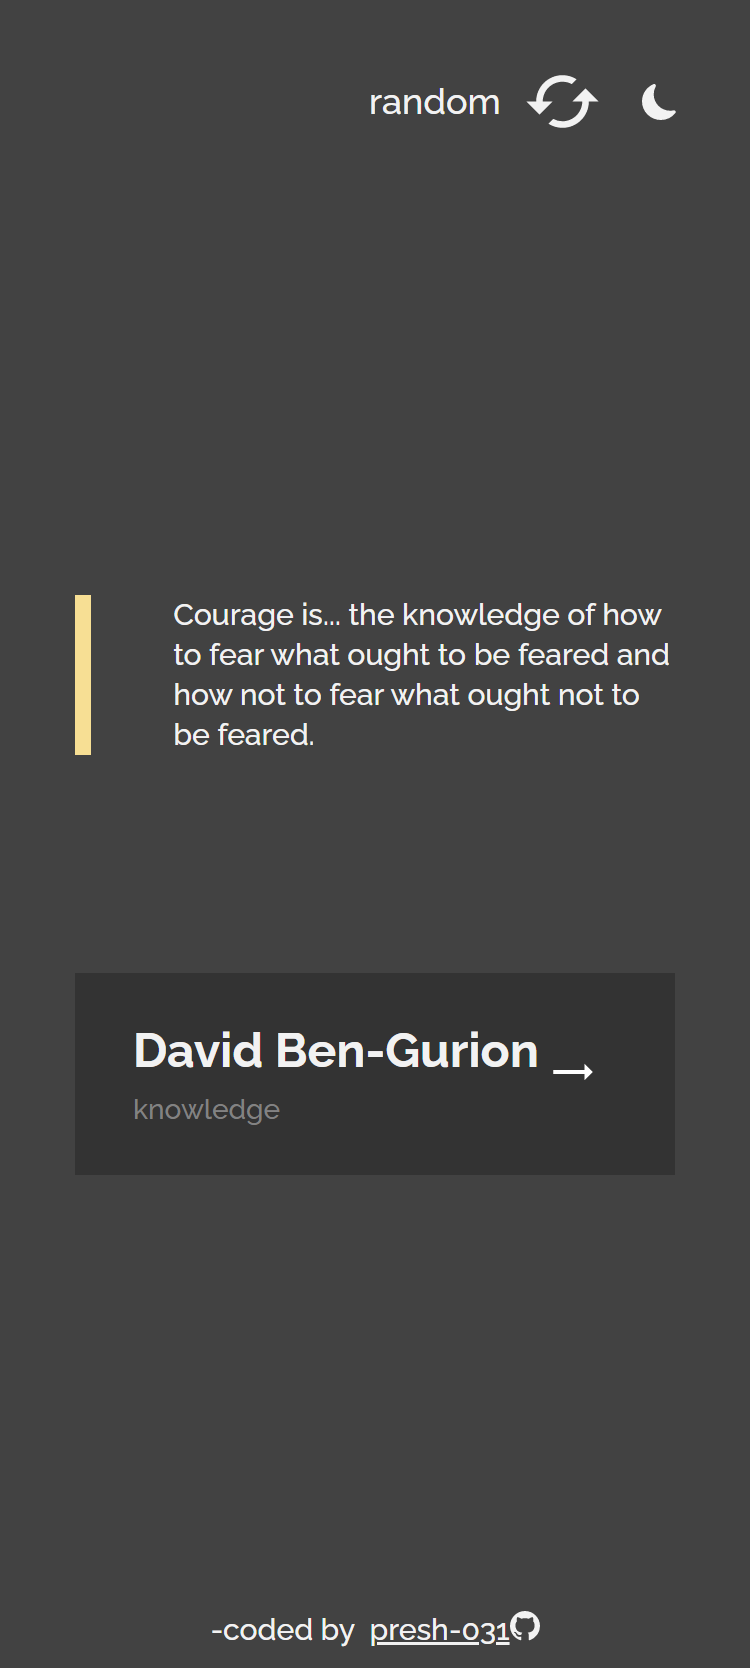 random
Courage is... the knowledge of how
to fear what ought to be feared and
how not to fear what ought not to
be feared.
David Ben-Gurion
knowledge
-coded by presh-031